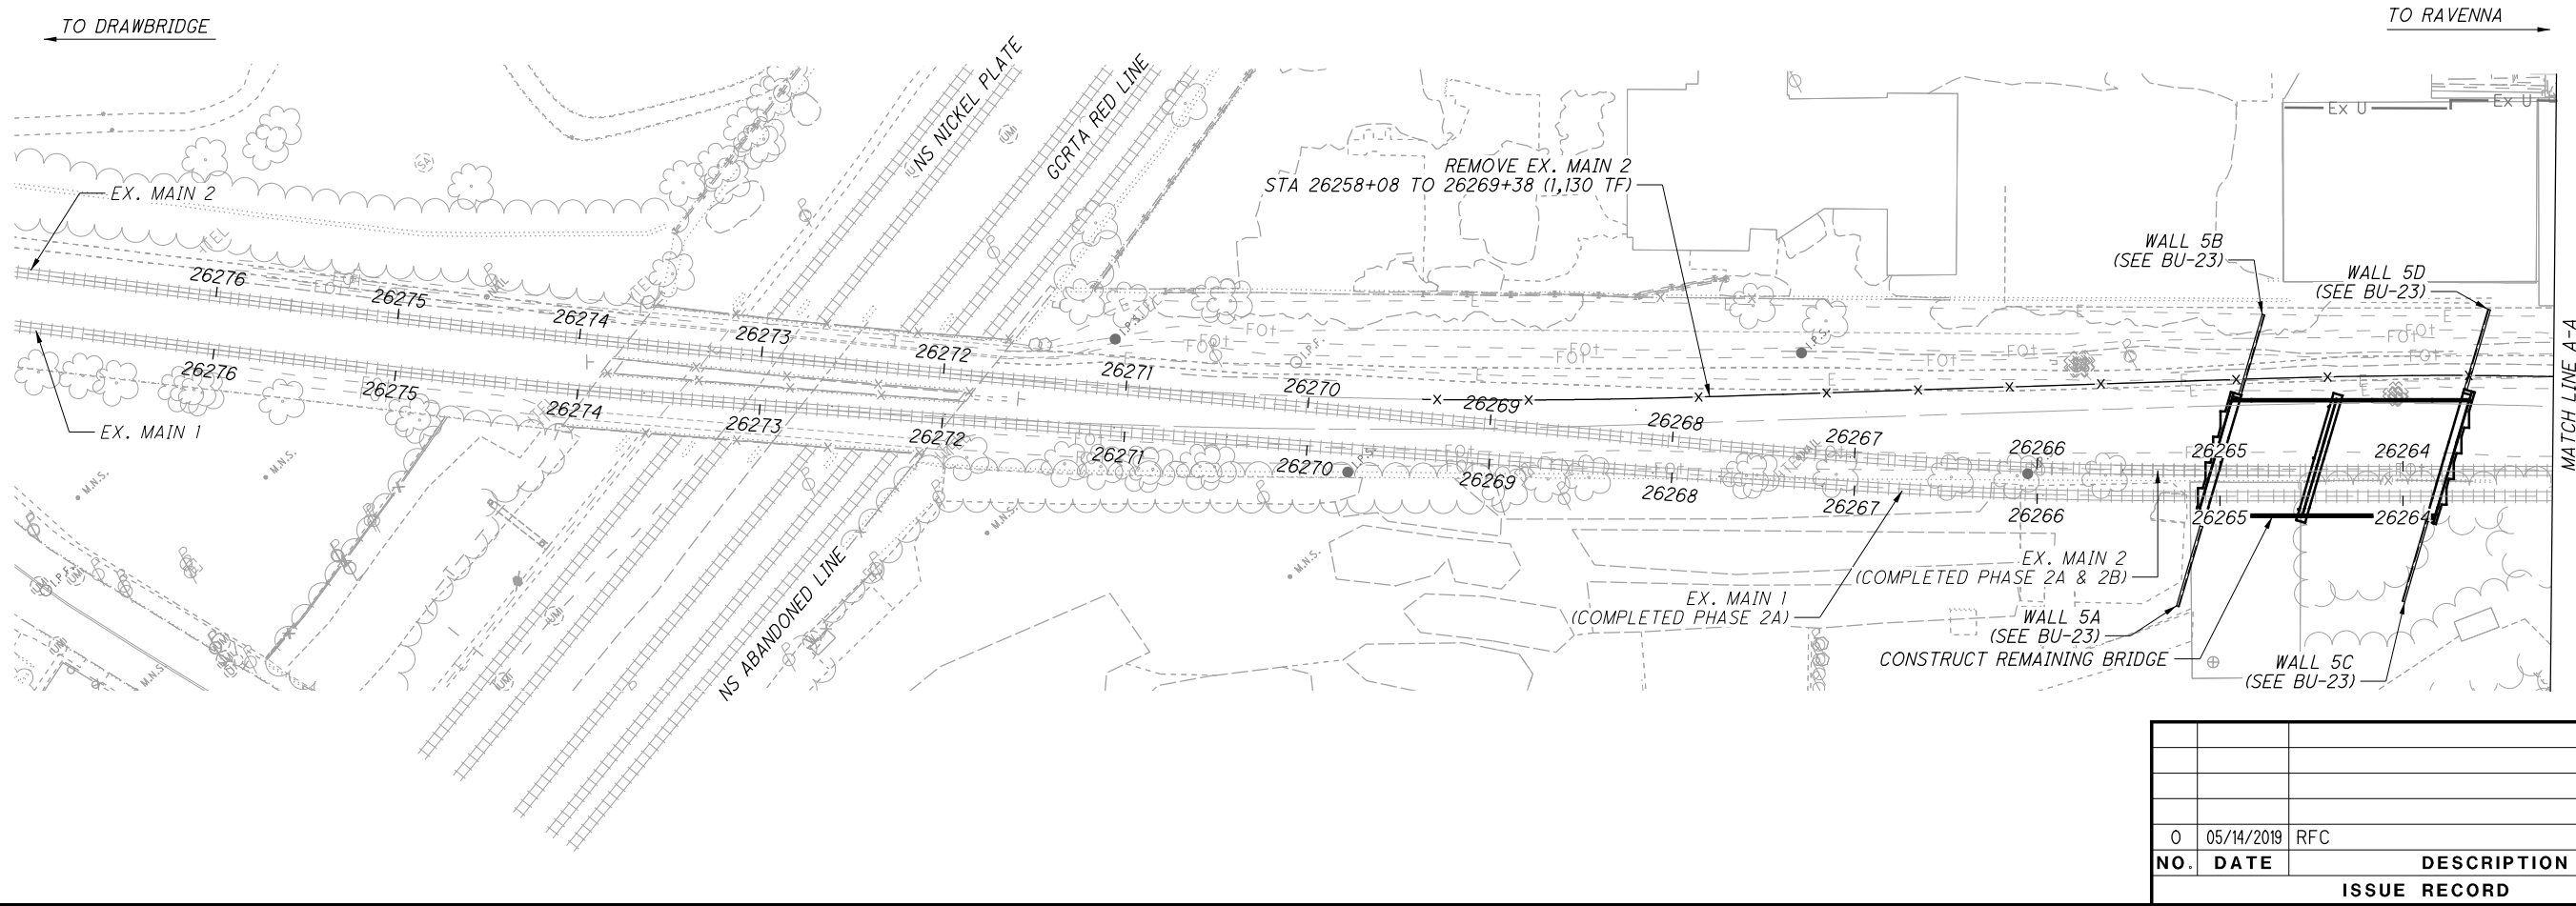 TO DRAWBRIDGE
TO RAVENNA
NS NICKEL PLATE
GCRTA RED LINE
Ex U
Ex U
REMOVE EX. MAIN 2
STA 26258+08 TO 26269+38 (1,130 TF)
EX. MAIN 2
WALL 5B
(SEE BU-23)
WALL 5D
(SEE BU-23)
MATCH LINE A-A
26276
26275
26274
26273
26272
26271
26270
26269
26268
26267
26266
26265
26264
26276
26275
26274
26273
26272
26271
26270
26269
26268
26267
26266
26265
26264
EX. MAIN 1
M.N.S.
M.N.S.
M.N.S.
M.N.S.
M.N.S.
I.P.F.
I.P.F.
I.P.S.
I.P.S.
I.P.S.
NS ABANDONED LINE
EX. MAIN 2
(COMPLETED PHASE 2A & 2B)
EX. MAIN 1
(COMPLETED PHASE 2A)
WALL 5A
(SEE BU-23)
CONSTRUCT REMAINING BRIDGE
WALL 5C
(SEE BU-23)
0 05/14/2019 RFC
NO. DATE DESCRIPTION
ISSUE RECORD